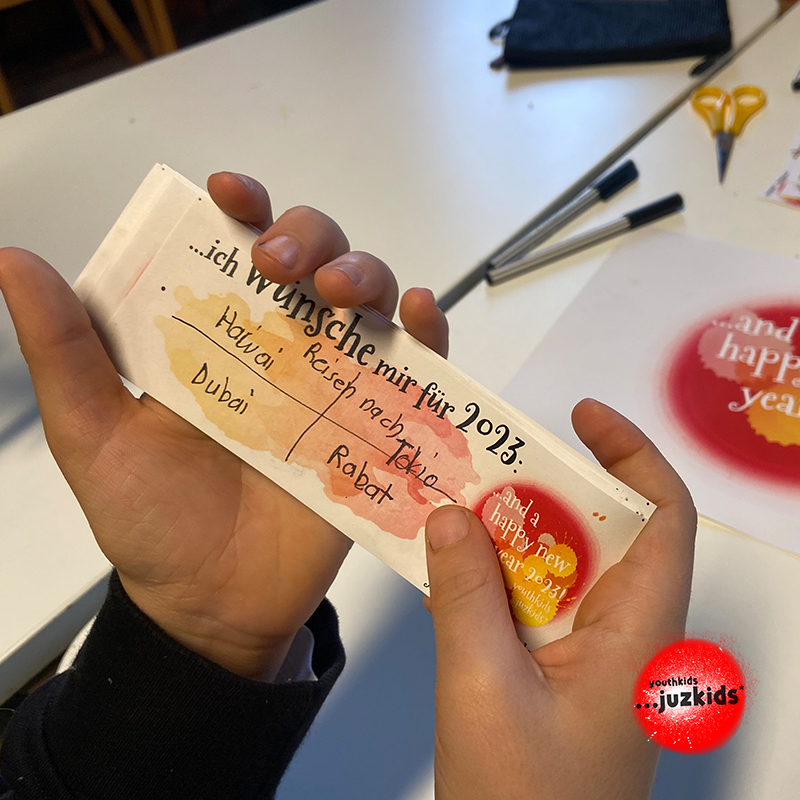 ...ich wünsche mir für 2023:
Reisen nach
Haiwai
Tokio
Dubai
Rabat
...and a
happy new
year 2023!
youthkids
juzkids
...and a
happy
year
youthkids
...juzkids